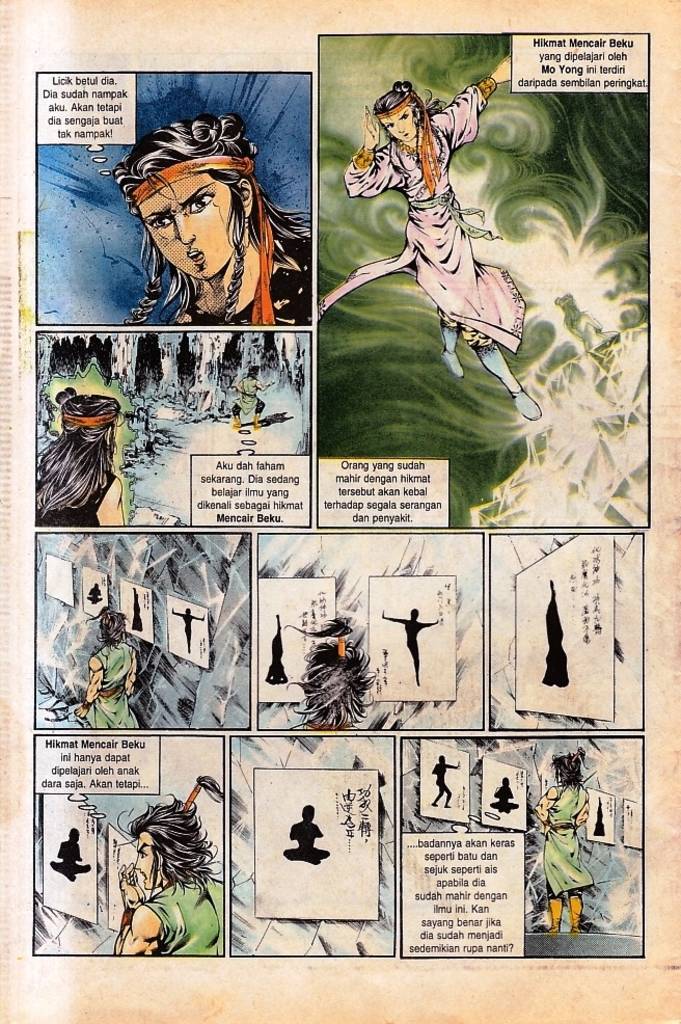 Licik betul dia.
Dia sudah nampak
aku. Akan tetapi
dia sengaja buat
tak nampak!
Hikmat Mencair Beku
yang dipelajari oleh
Mo Yong ini terdiri
daripada sembilan peringkat.
Aku dah faham
sekarang. Dia sedang
belajar ilmu yang
dikenali sebagai hikmat
Mencair Beku.
Orang yang sudah
mahir dengan hikmat
tersebut akan kebal
terhadap segala serangan
dan penyakit.
Hikmat Mencair Beku
ini hanya dapat
dipelajari oleh anak
dara saja. Akan tetapi...
....badannya akan keras
seperti batu dan
sejuk seperti ais
apabila dia
sudah mahir dengan
ilmu ini. Kan
sayang benar jika
dia sudah menjadi
sedemikian rupa nanti?